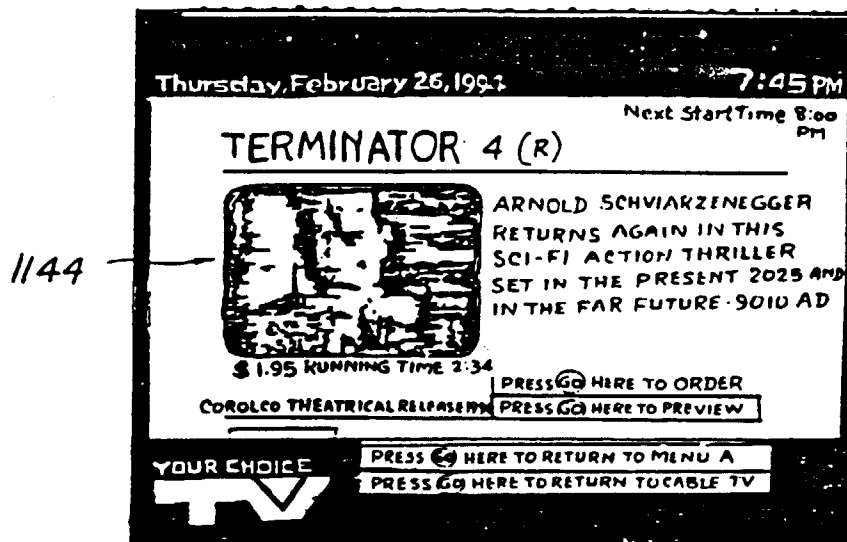 Thursday, February 26, 7:45 PM
Next Start Time 8:00 PM
TERMINATOR 4 (R)
ARNOLD SCHVIARZENEGGER
RETURNS AGAIN IN THIS
SCI-FI ACTION THRILLER
SET IN THE PRESENT 2025 AND
IN THE FAR FUTURE-9010 AD
1144
$1.95 RUNNING TIME 2:34
PRESS GO HERE TO ORDER
COROLCO THEATRICAL PRESS GO HERE TO PREVIEW
YOUR CHOICE
TV
PRESS GO HERE TO RETURN TO MENU A
PRESS GO HERE TO RETURN TO CABLE TV